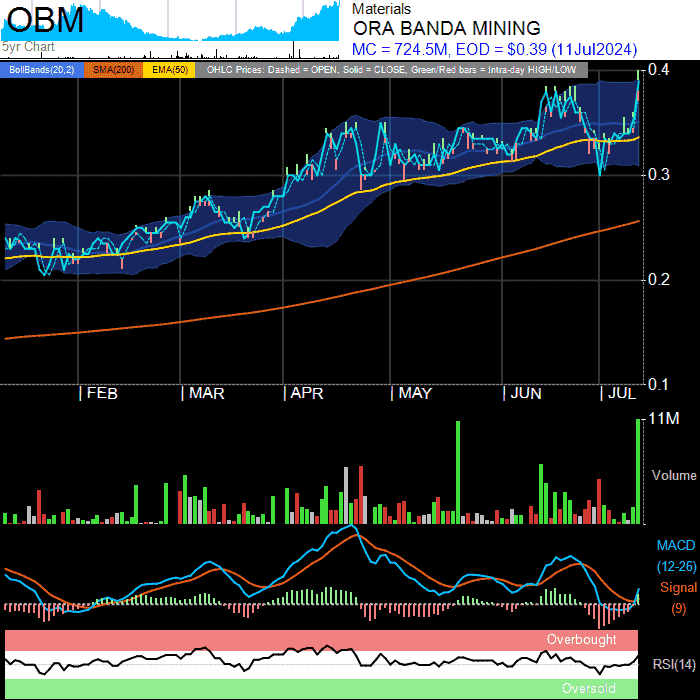 OBM
5yr Chart
Materials
ORA BANDA MINING
MC = 724.5M, EOD = $0.39 (11Jul2024)
BollBands(20,2) SMA(200) EMA(50) OHLC Prices: Dashed = OPEN, Solid = CLOSE, Green/Red bars = Intra-day HIGH/LOW
0.4
0.3
0.2
0.1
FEB MAR APR MAY JUN JUL
11M
Volume
MACD
(12-26)
Signal
(9)
Overbought
RSI(14)
Oversold